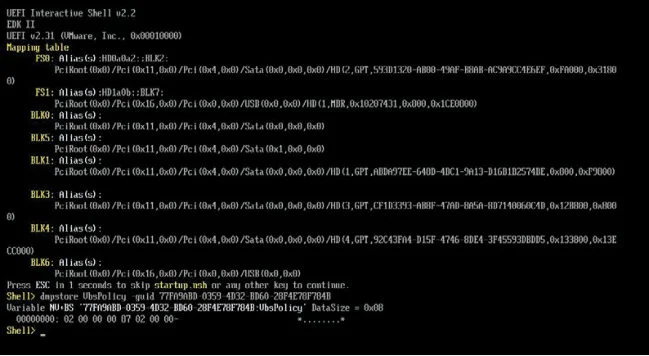 UEFI Interactive Shell v2.2
EDK II
UEFI v2.31 (VMware, Inc., 0x00010000)
Mapping table
FS0: Alias(s):HD0a0a2:;BLK2:
PciRoot(0x0)/Pci(0x11,0x0)/Pci(0x4,0x0)/Sata(0x0,0x0,0x0)/HD(2,GPT,593D1320-AB00-49AF-B8AB-AC9A9CC4E6EF,0xFA000,0x3180
0)
FS1: Alias(s):HD1a0b::BLK7:
PciRoot(0x0)/Pci(0x16,0x0)/Pci(0x0,0x0)/USB(0x0,0x0)/HD(1,MBR,0x10207431,0x000,0x1CE0000)
BLK0: Alias(s):
PciRoot(0x0)/Pci(0x11,0x0)/Pci(0x4,0x0)/Sata(0x0,0x0,0x0)
BLK5: Alias(s):
PciRoot(0x0)/Pci(0x11,0x0)/Pci(0x4,0x0)/Sata(0x1,0x0,0x0)
BLK1: Alias(s):
PciRoot(0x0)/Pci(0x11,0x0)/Pci(0x4,0x0)/Sata(0x0,0x0,0x0)/HD(1,GPT,ABDA97EE-640D-4DC1-9A13-D16B1B2574BE,0x800,0xF9800)
BLK3: Alias(s):
PciRoot(0x0)/Pci(0x11,0x0)/Pci(0x4,0x0)/Sata(0x0,0x0,0x0)/HD(3,GPT,CF1D3393-AB8F-47AD-8A5A-8D7140060C4D,0x12B800,0x800
0)
BLK4: Alias(s):
PciRoot(0x0)/Pci(0x11,0x0)/Pci(0x4,0x0)/Sata(0x0,0x0,0x0)/HD(4,GPT,92C43FA4-D15F-4746-8DE4-3F45593DBDD5,0x133800,0x13E
CC000)
BLK6: Alias(s):
PciRoot(0x0)/Pci(0x16,0x0)/Pci(0x0,0x0)/USB(0x0,0x0)
Press ESC in 1 seconds to skip startup.nsh or any other key to continue.
Shell> dmpstore VbsPolicy -guid 77FA9ABD-0359-4D32-BD60-28F4E78F784B
Variable NV+BS '77FA9ABD-0359-4D32-BD60-28F4E78F784B:VbsPolicy' DataSize = 0x08
00000000: 02 00 00 00 07 02 00 00- *........*
Shell> _